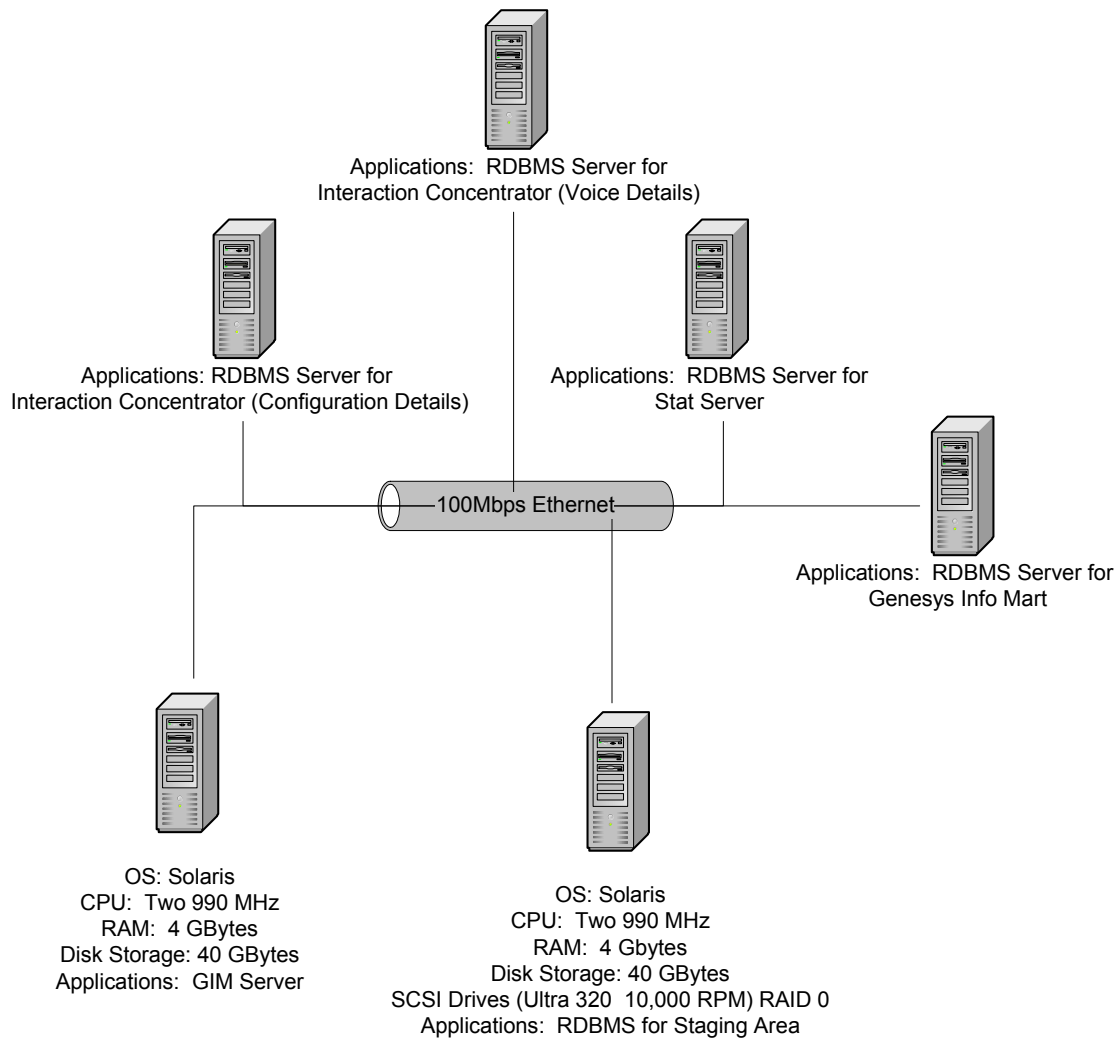 Applications: RDBMS Server for
Interaction Concentrator (Voice Details)
Applications: RDBMS Server for
Interaction Concentrator (Configuration Details)
Applications: RDBMS Server for
Stat Server
100Mbps Ethernet
Applications: RDBMS Server for
Genesys Info Mart
OS: Solaris
CPU: Two 990 MHz
RAM: 4 GBytes
Disk Storage: 40 GBytes
Applications: GIM Server
OS: Solaris
CPU: Two 990 MHz
RAM: 4 Gbytes
Disk Storage: 40 GBytes
SCSI Drives (Ultra 320 10,000 RPM) RAID 0
Applications: RDBMS for Staging Area